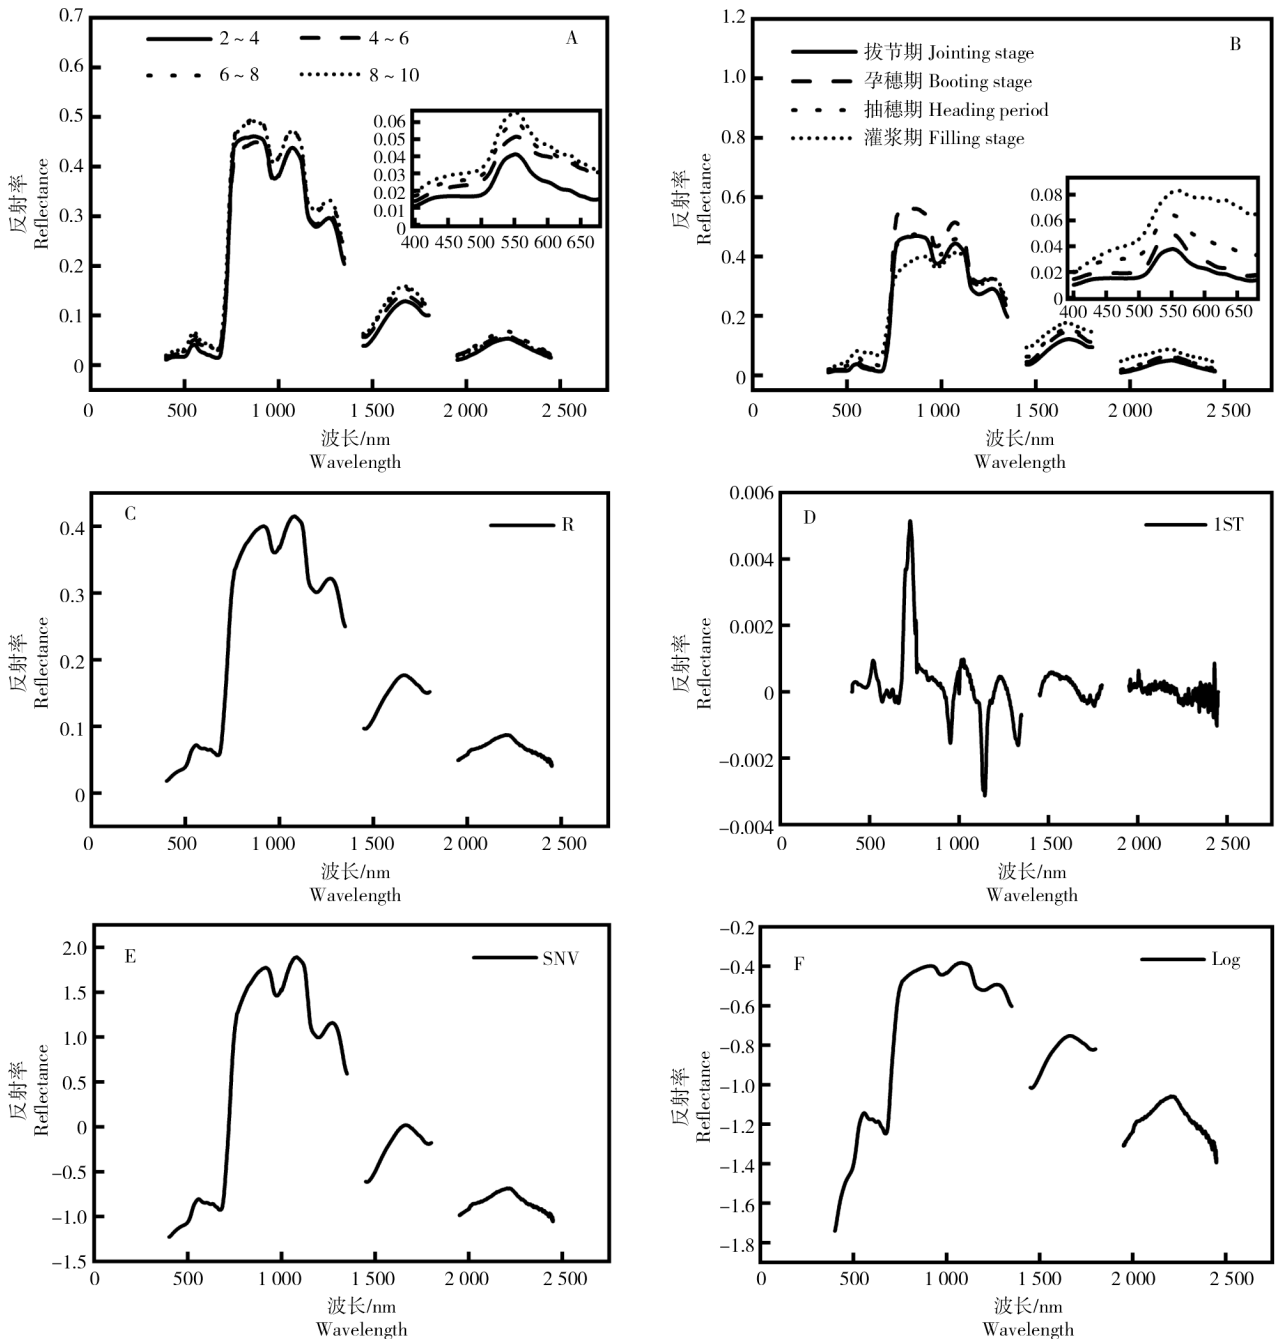 0.7
0.6
0.5
0.4
0.3
0.2
0.1
0
0 500 1 000 1 500 2 000 2 500
反射率
Reflectance
波长/nm
Wavelength
2 ~ 4
4 ~ 6
6 ~ 8
8 ~ 10
A
0.06
0.05
0.04
0.03
0.02
0.01
0
400 450 500 550 600 650
1.2
1.0
0.8
0.6
0.4
0.2
0
0 500 1 000 1 500 2 000 2 500
反射率
Reflectance
波长/nm
Wavelength
拔节期 Jointing stage
孕穗期 Booting stage
抽穗期 Heading period
灌浆期 Filling stage
B
0.08
0.06
0.04
0.02
0
400 450 500 550 600 650
C
R
0.4
0.3
0.2
0.1
0
0 500 1 000 1 500 2 000 2 500
反射率
Reflectance
波长/nm
Wavelength
D
1ST
0.006
0.004
0.002
0
−0.002
−0.004
0 500 1 000 1 500 2 000 2 500
反射率
Reflectance
波长/nm
Wavelength
E
SNV
2.0
1.5
1.0
0.5
0
−0.5
−1.0
−1.5
0 500 1 000 1 500 2 000 2 500
反射率
Reflectance
波长/nm
Wavelength
F
Log
−0.2
−0.4
−0.6
−0.8
−1.0
−1.2
−1.4
−1.6
−1.8
0 500 1 000 1 500 2 000 2 500
反射率
Reflectance
波长/nm
Wavelength